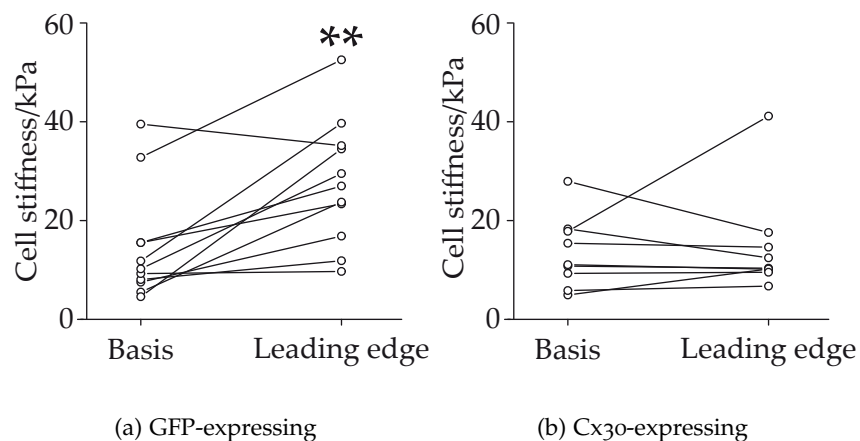 60
40
20
0
Cell stiffness/kPa
**
Basis
Leading edge
(a) GFP-expressing
60
40
20
0
Cell stiffness/kPa
Basis
Leading edge
(b) Cx30-expressing